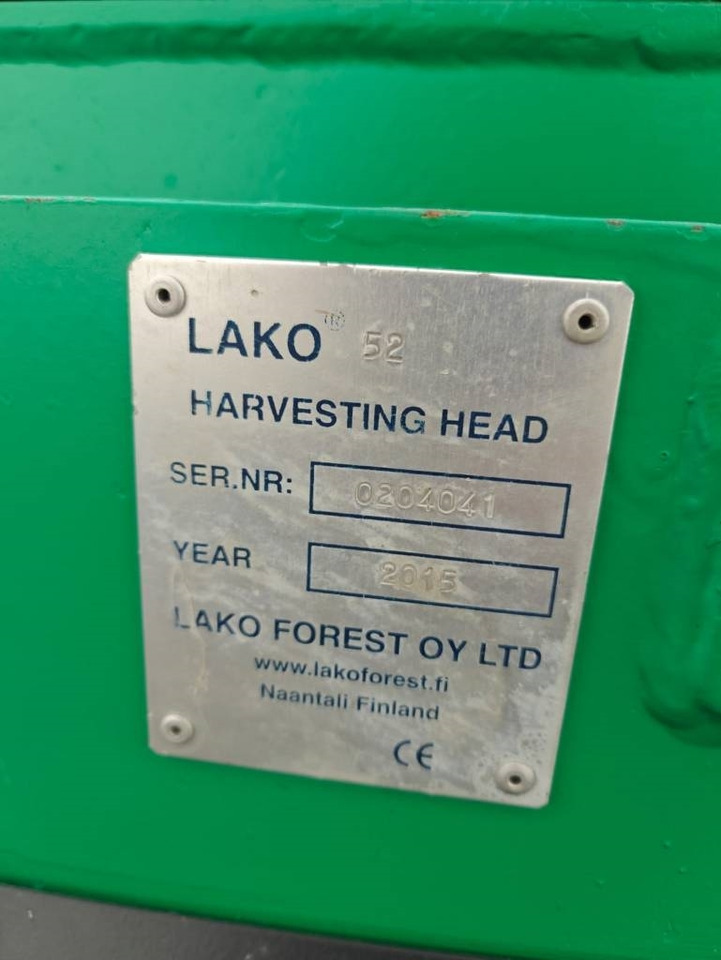 LAKO ® 52
HARVESTING HEAD
SER.NR: 0204041
YEAR 2015
LAKO FOREST OY LTD
www.lakoforest.fi
Naantali Finland
CE